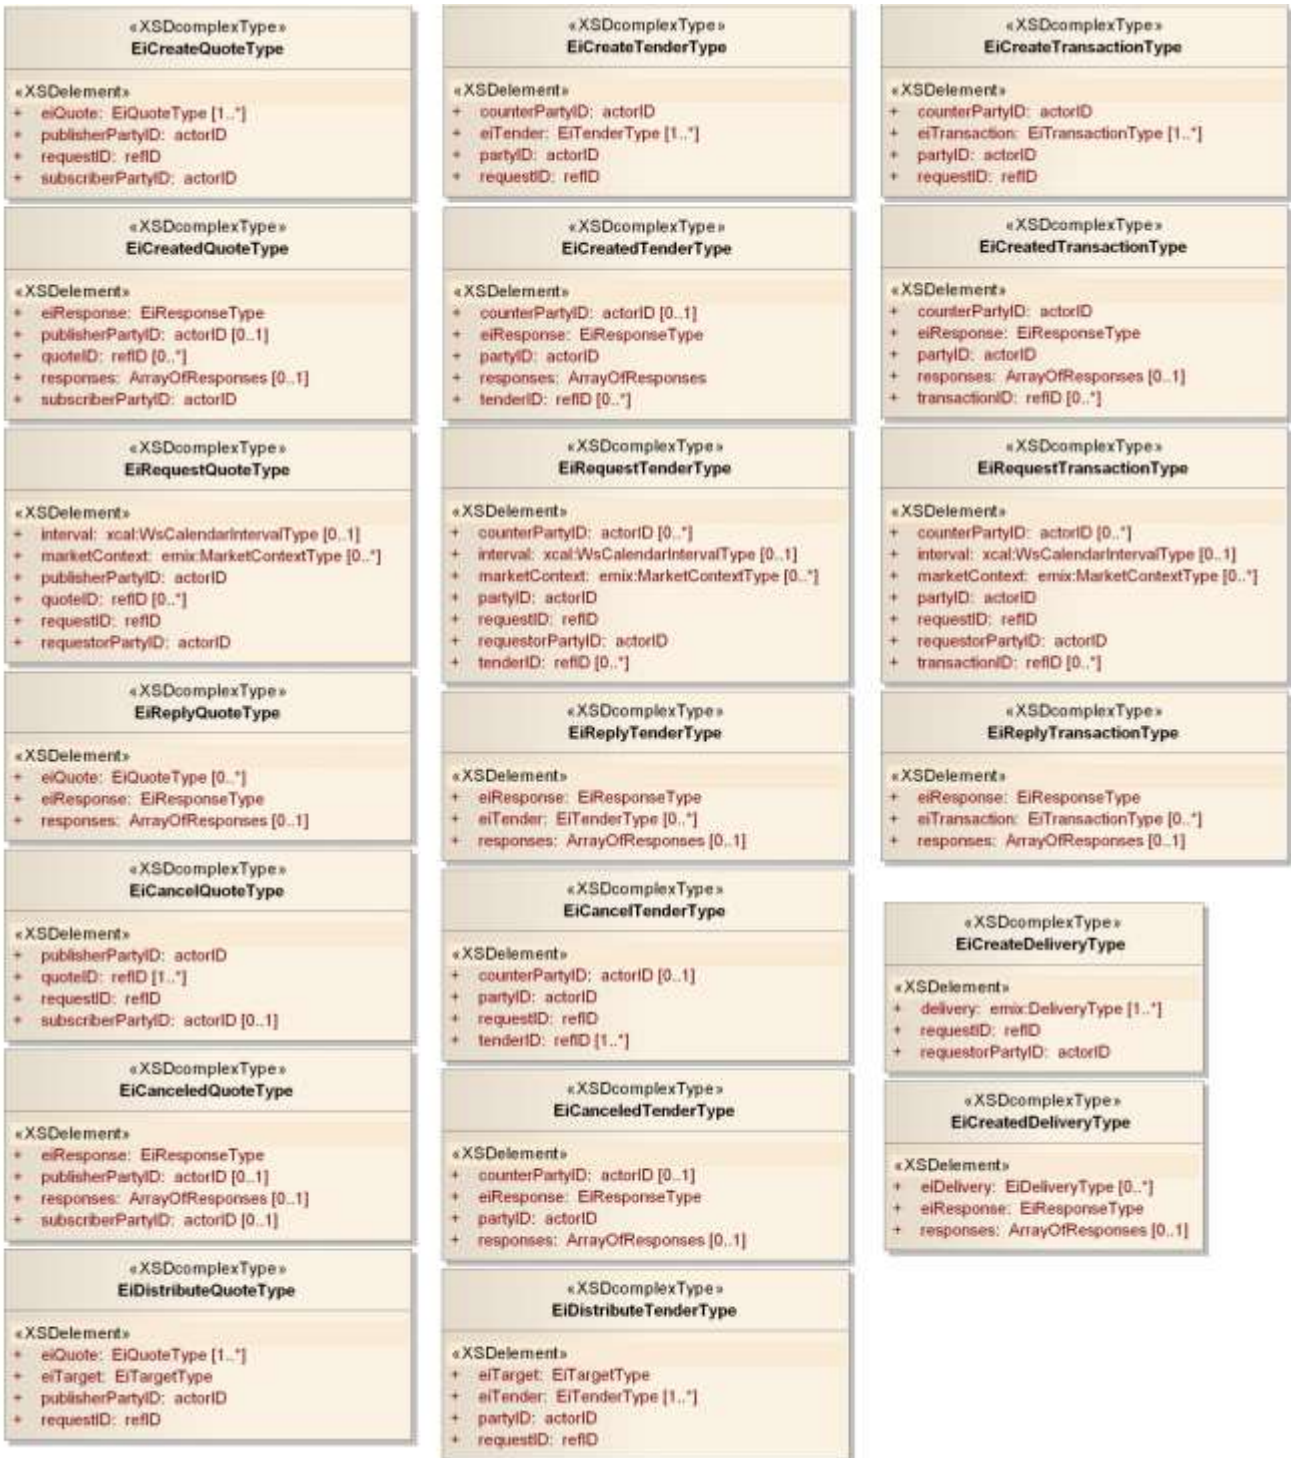 «XSDcomplexType»
EiCreateQuoteType
«XSDelement»
+ eiQuote: EiQuoteType [1..*]
+ publisherPartyID: actorID
+ requestID: refID
+ subscriberPartyID: actorID
«XSDcomplexType»
EiCreatedQuoteType
«XSDelement»
+ eiResponse: EiResponseType
+ publisherPartyID: actorID [0..1]
+ quoteID: refID [0..*]
+ responses: ArrayOfResponses [0..1]
+ subscriberPartyID: actorID
«XSDcomplexType»
EiRequestQuoteType
«XSDelement»
+ interval: xcal:WsCalendarIntervalType [0..1]
+ marketContext: emix:MarketContextType [0..*]
+ publisherPartyID: actorID
+ quoteID: refID [0..*]
+ requestID: refID
+ requestorPartyID: actorID
«XSDcomplexType»
EiReplyQuoteType
«XSDelement»
+ eiQuote: EiQuoteType [0..*]
+ eiResponse: EiResponseType
+ responses: ArrayOfResponses [0..1]
«XSDcomplexType»
EiCancelQuoteType
«XSDelement»
+ publisherPartyID: actorID
+ quoteID: refID [1..*]
+ requestID: refID
+ subscriberPartyID: actorID [0..1]
«XSDcomplexType»
EiCanceledQuoteType
«XSDelement»
+ eiResponse: EiResponseType
+ publisherPartyID: actorID [0..1]
+ responses: ArrayOfResponses [0..1]
+ subscriberPartyID: actorID [0..1]
«XSDcomplexType»
EiDistributeQuoteType
«XSDelement»
+ eiQuote: EiQuoteType [1..*]
+ eiTarget: EiTargetType
+ publisherPartyID: actorID
+ requestID: refID
«XSDcomplexType»
EiCreateTenderType
«XSDelement»
+ counterPartyID: actorID
+ eiTender: EiTenderType [1..*]
+ partyID: actorID
+ requestID: refID
«XSDcomplexType»
EiCreatedTenderType
«XSDelement»
+ counterPartyID: actorID [0..1]
+ eiResponse: EiResponseType
+ partyID: actorID
+ responses: ArrayOfResponses
+ tenderID: refID [0..*]
«XSDcomplexType»
EiRequestTenderType
«XSDelement»
+ counterPartyID: actorID [0..*]
+ interval: xcal:WsCalendarIntervalType [0..1]
+ marketContext: emix:MarketContextType [0..*]
+ partyID: actorID
+ requestID: refID
+ requestorPartyID: actorID
+ tenderID: refID [0..*]
«XSDcomplexType»
EiReplyTenderType
«XSDelement»
+ eiResponse: EiResponseType
+ eiTender: EiTenderType [0..*]
+ responses: ArrayOfResponses [0..1]
«XSDcomplexType»
EiCancelTenderType
«XSDelement»
+ counterPartyID: actorID [0..1]
+ partyID: actorID
+ requestID: refID
+ tenderID: refID [1..*]
«XSDcomplexType»
EiCanceledTenderType
«XSDelement»
+ counterPartyID: actorID [0..1]
+ eiResponse: EiResponseType
+ partyID: actorID
+ responses: ArrayOfResponses [0..1]
«XSDcomplexType»
EiDistributeTenderType
«XSDelement»
+ eiTarget: EiTargetType
+ eiTender: EiTenderType [1..*]
+ partyID: actorID
+ requestID: refID
«XSDcomplexType»
EiCreateTransactionType
«XSDelement»
+ counterPartyID: actorID
+ eiTransaction: EiTransactionType [1..*]
+ partyID: actorID
+ requestID: refID
«XSDcomplexType»
EiCreatedTransactionType
«XSDelement»
+ counterPartyID: actorID
+ eiResponse: EiResponseType
+ partyID: actorID
+ responses: ArrayOfResponses [0..1]
+ transactionID: refID [0..*]
«XSDcomplexType»
EiRequestTransactionType
«XSDelement»
+ counterPartyID: actorID [0..*]
+ interval: xcal:WsCalendarIntervalType [0..1]
+ marketContext: emix:MarketContextType [0..*]
+ partyID: actorID
+ requestID: refID
+ requestorPartyID: actorID
+ transactionID: refID [0..*]
«XSDcomplexType»
EiReplyTransactionType
«XSDelement»
+ eiResponse: EiResponseType
+ eiTransaction: EiTransactionType [0..*]
+ responses: ArrayOfResponses [0..1]
«XSDcomplexType»
EiCreateDeliveryType
«XSDelement»
+ delivery: emix:DeliveryType [1..*]
+ requestID: refID
+ requestorPartyID: actorID
«XSDcomplexType»
EiCreatedDeliveryType
«XSDelement»
+ eiDelivery: EiDeliveryType [0..*]
+ eiResponse: EiResponseType
+ responses: ArrayOfResponses [0..1]